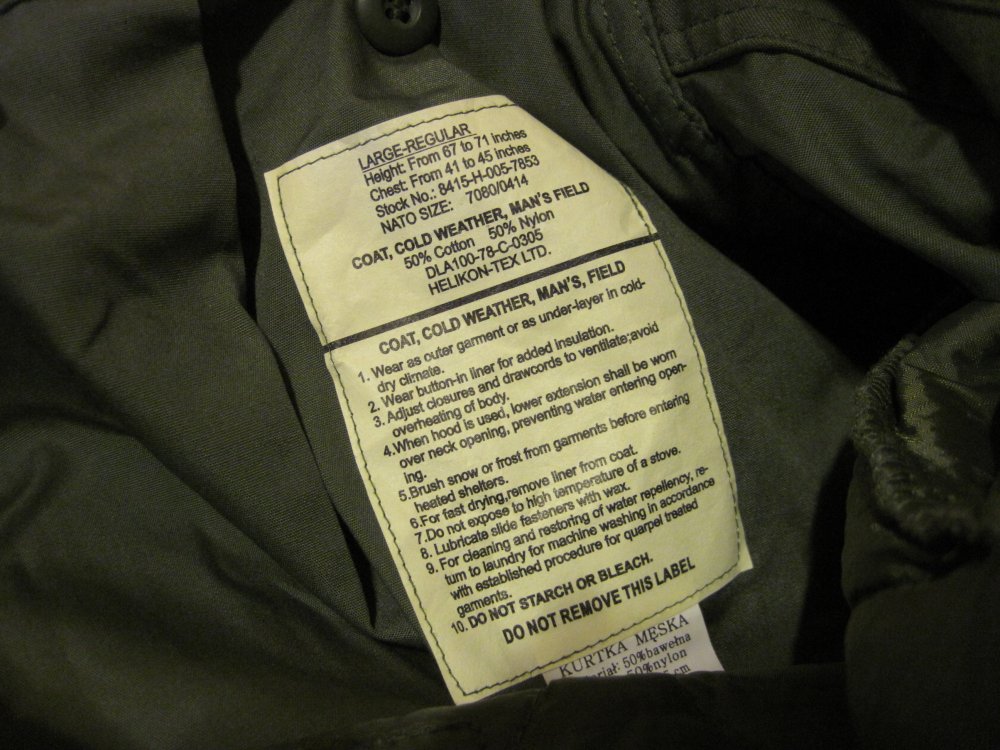 LARGE-REGULAR
Height: From 67 to 71 inches
Chest: From 41 to 45 inches
Stock No.: 8415-H-005-7853
NATO SIZE: 7080/0414
COAT, COLD WEATHER, MAN'S FIELD
50% Cotton 50% Nylon
DLA100-78-C-0305
HELIKON-TEX LTD.
COAT, COLD WEATHER, MAN'S, FIELD
1. Wear as outer garment or as under-layer in cold-
dry climate.
2. Wear button-in liner for added insulation.
3. Adjust closures and drawcords to ventilate;avoid
overheating of body.
4.When hood is used, lower extension shall be worn
over neck opening, preventing water entering open-
ing.
5.Brush snow or frost from garments before entering
heated shelters.
6.For fast drying,remove liner from coat.
7.Do not expose to high temperature of a stove.
8. Lubricate slide fasteners with wax.
9. For cleaning and restoring of water repellency, re-
turn to laundry for machine washing in accordance
with established procedure for quarpel treated
garments.
10. DO NOT STARCH OR BLEACH.
DO NOT REMOVE THIS LABEL
KURTKA MĘSKA
50%bawełna
50%nylon
cm